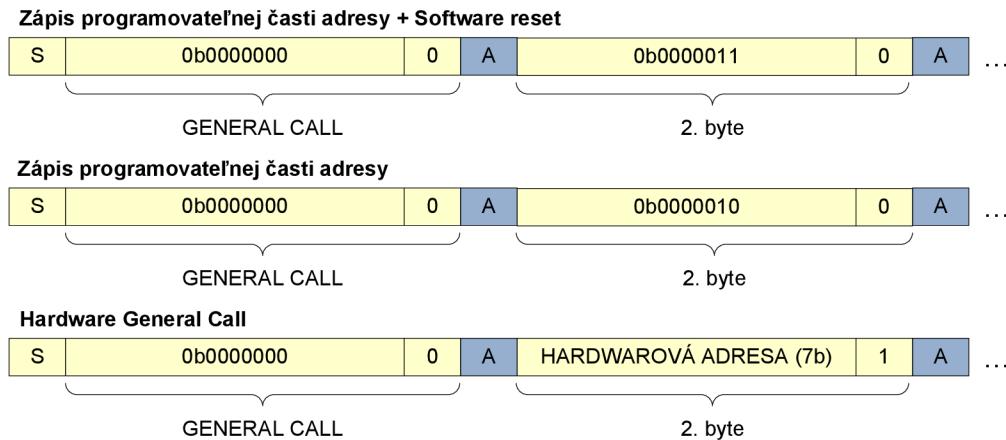 Zápis programovateľnej časti adresy + Software reset
S 0b0000000 0 A 0b0000011 0 A ...
GENERAL CALL 2. byte
Zápis programovateľnej časti adresy
S 0b0000000 0 A 0b0000010 0 A ...
GENERAL CALL 2. byte
Hardware General Call
S 0b0000000 0 A HARDWAROVÁ ADRESA (7b) 1 A ...
GENERAL CALL 2. byte